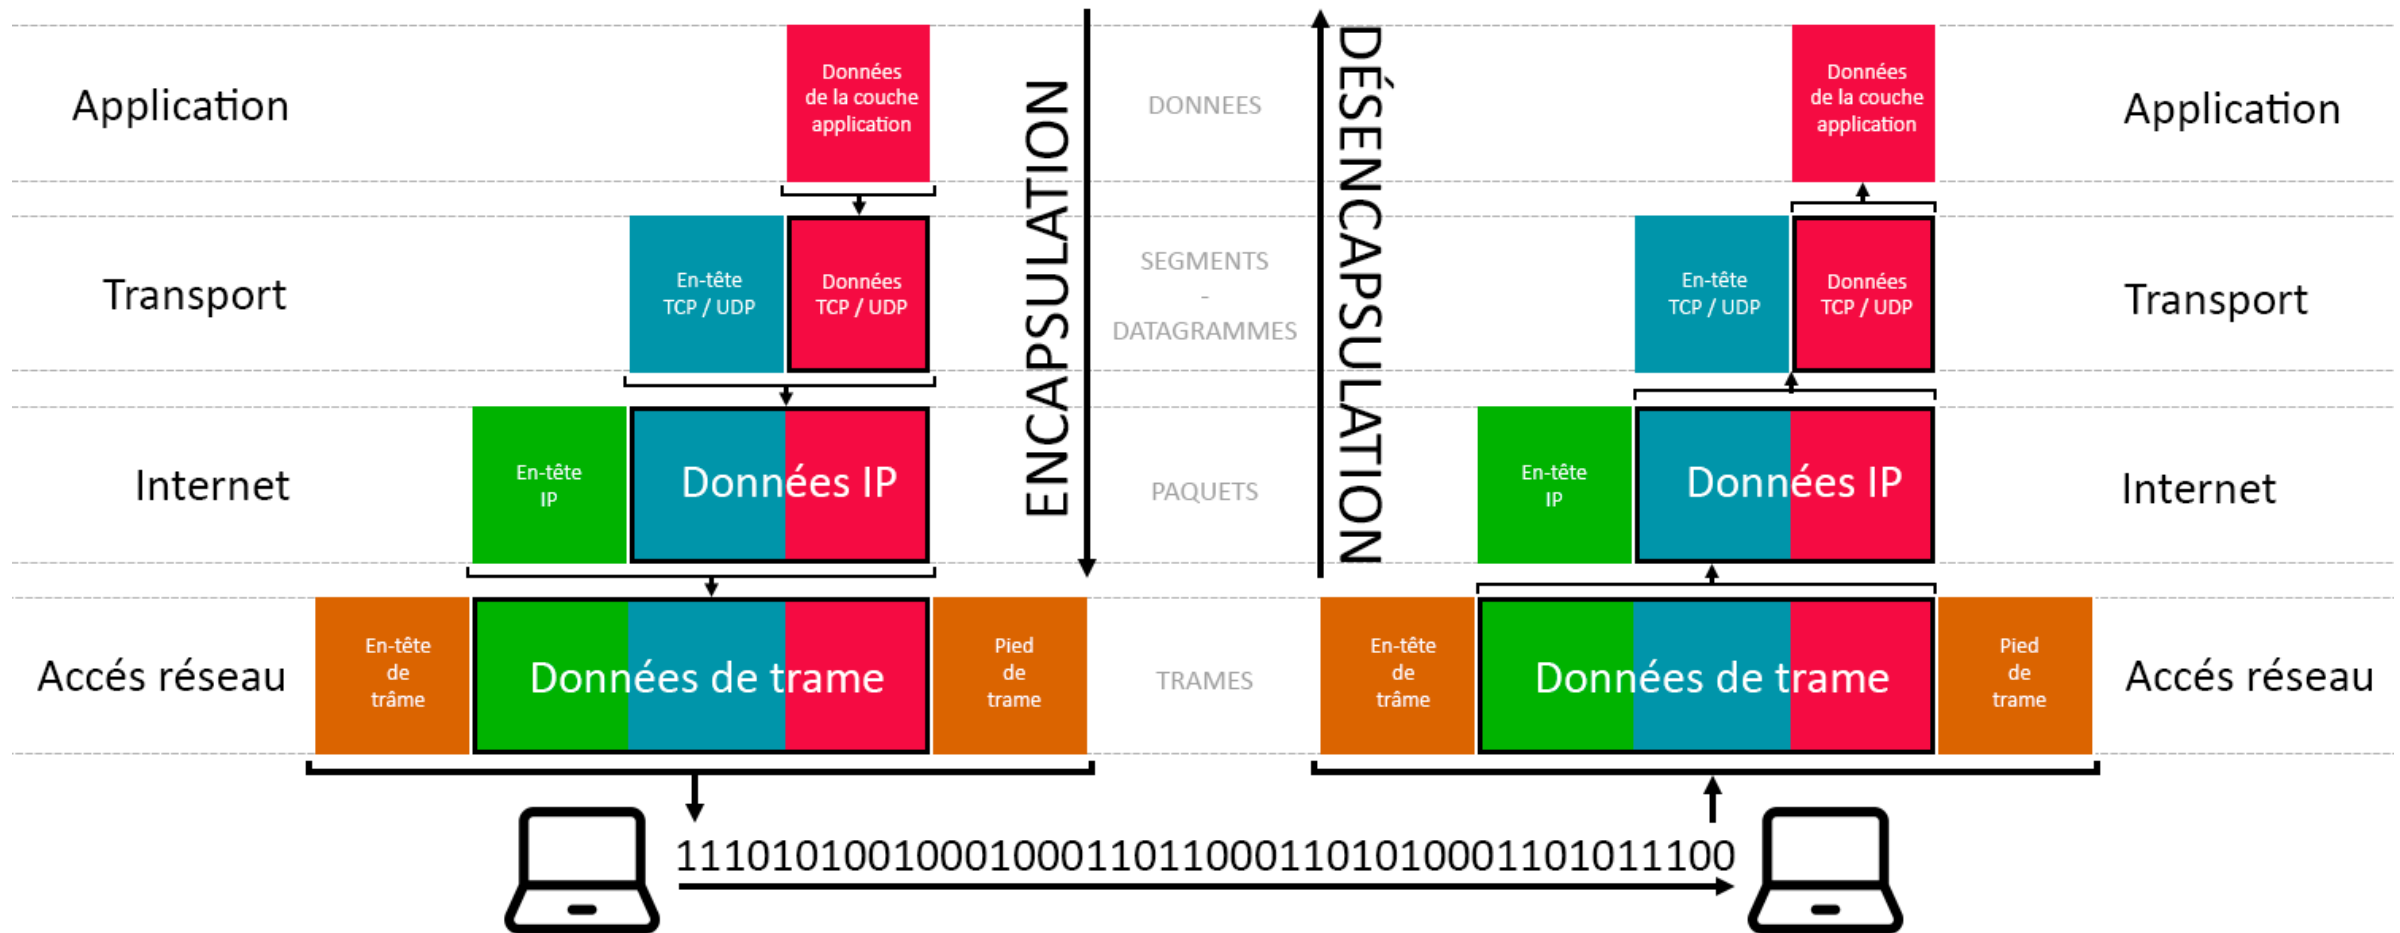 Application
Données
de la couche
application
ENCAPSULATION
DONNEES
DÉSENCAPSULATION
Données
de la couche
application
Application
Transport
En-tête
TCP / UDP
Données
TCP / UDP
SEGMENTS
-
DATAGRAMMES
En-tête
TCP / UDP
Données
TCP / UDP
Transport
Internet
En-tête
IP
Données IP
PAQUETS
En-tête
IP
Données IP
Internet
Accés réseau
En-tête
de
trâme
Données de trame
Pied
de
trame
TRAMES
En-tête
de
trâme
Données de trame
Pied
de
trame
Accés réseau
11101010010001000110110001101010001101011100